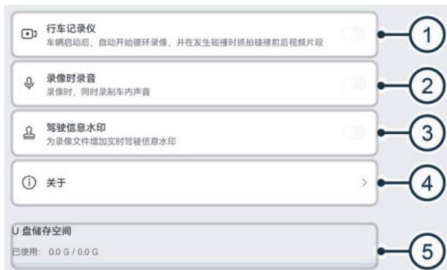 行车记录仪
车辆启动后，自动开始循环录像，并在发生碰撞时抓拍碰撞前后视频片段
1
录像时录音
录像时，同时录制车内声音
2
驾驶信息水印
为录像文件增加实时驾驶信息水印
3
关于
4
U 盘储存空间
已使用： 0.0 G / 0.0 G
5